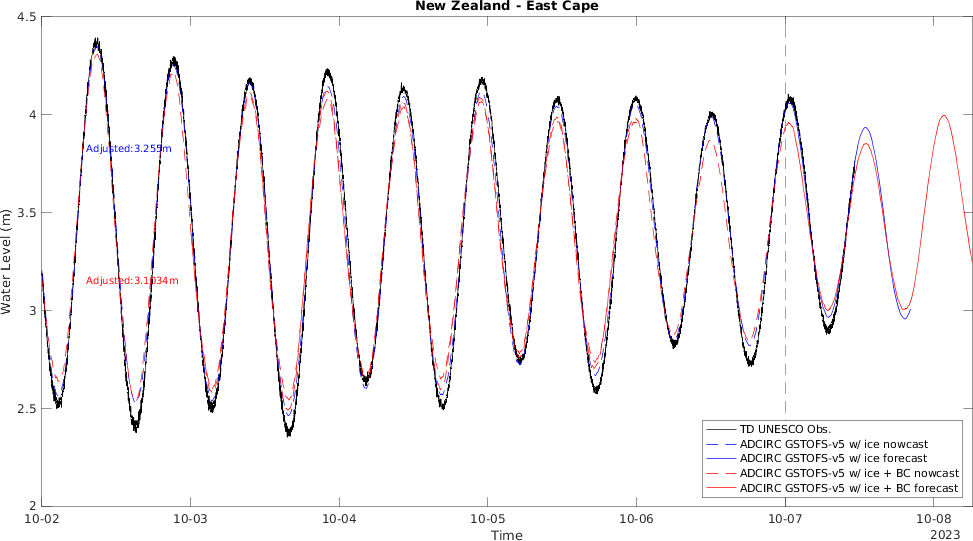 New Zealand - East Cape
4.5
4
3.5
3
2.5
2
Water Level (m)
Adjusted:3.255m
Adjusted:3.1034m
TD UNESCO Obs.
ADCIRC GSTOFS-v5 w/ ice nowcast
ADCIRC GSTOFS-v5 w/ ice forecast
ADCIRC GSTOFS-v5 w/ ice + BC nowcast
ADCIRC GSTOFS-v5 w/ ice + BC forecast
10-02 10-03 10-04 10-05 10-06 10-07 10-08
Time
2023